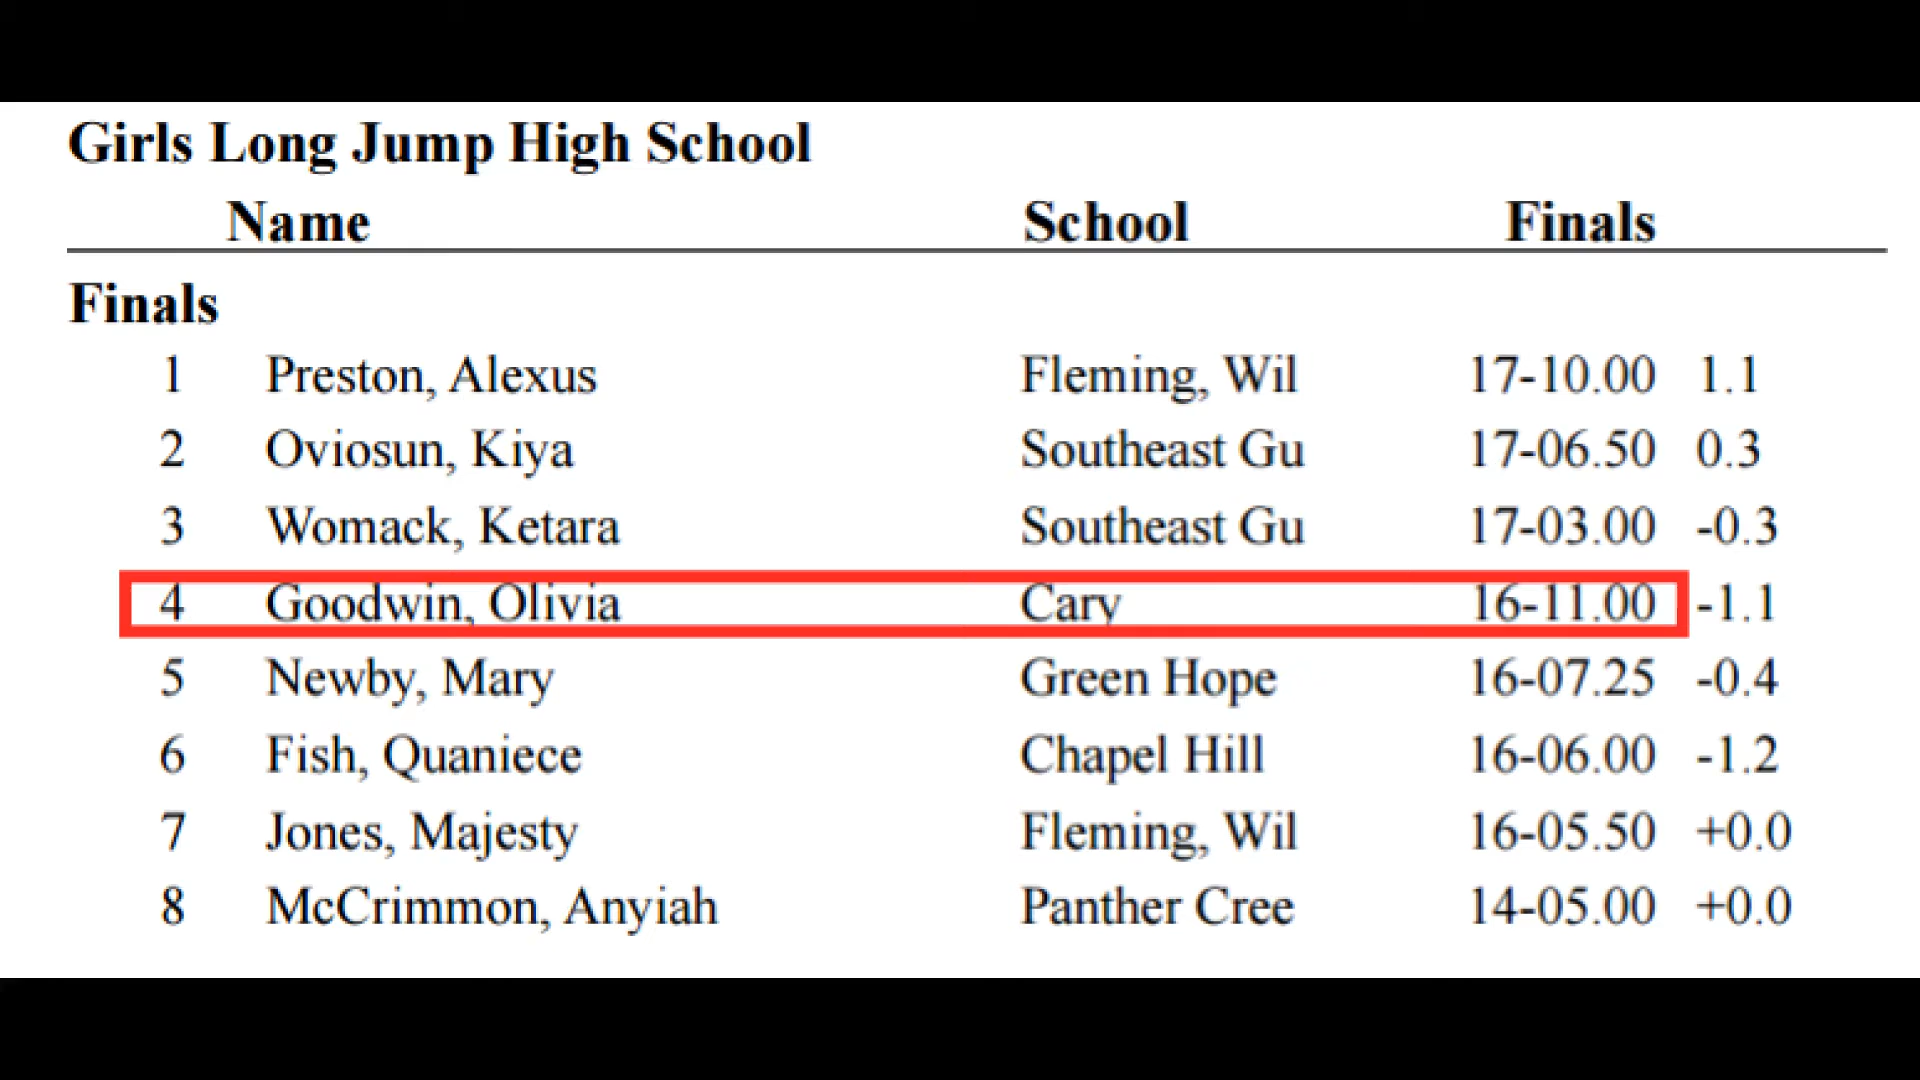 Girls Long Jump High School
Name School Finals
Finals
1 Preston, Alexus Fleming, Wil 17-10.00 1.1
2 Oviosun, Kiya Southeast Gu 17-06.50 0.3
3 Womack, Ketara Southeast Gu 17-03.00 -0.3
4 Goodwin, Olivia Cary 16-11.00 -1.1
5 Newby, Mary Green Hope 16-07.25 -0.4
6 Fish, Quaniece Chapel Hill 16-06.00 -1.2
7 Jones, Majesty Fleming, Wil 16-05.50 +0.0
8 McCrimmon, Anyiah Panther Cree 14-05.00 +0.0